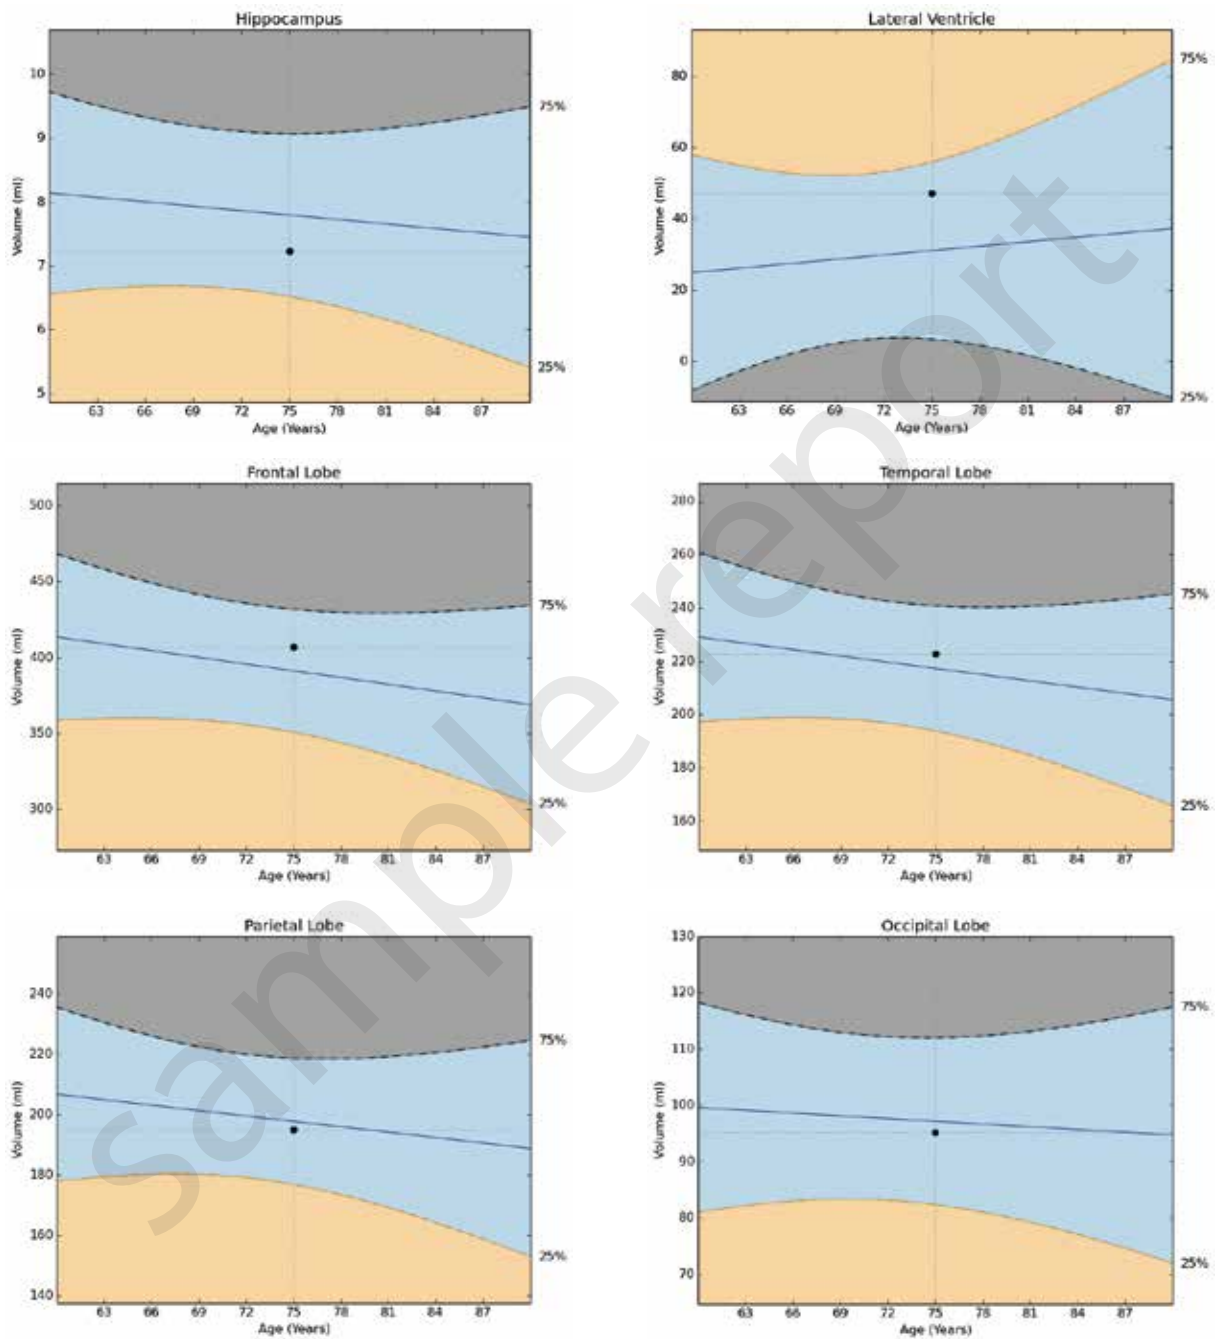 Hippocampus
10
9
8
7
6
5
Volume (ml)
63 66 69 72 75 78 81 84 87
Age (Years)
75%
25%
Lateral Ventricle
80
60
40
20
0
Volume (ml)
63 66 69 72 75 78 81 84 87
Age (Years)
75%
25%
Frontal Lobe
500
450
400
350
300
Volume (ml)
63 66 69 72 75 78 81 84 87
Age (Years)
75%
25%
Temporal Lobe
280
260
240
220
200
180
160
Volume (ml)
63 66 69 72 75 78 81 84 87
Age (Years)
75%
25%
Parietal Lobe
240
220
200
180
160
140
Volume (ml)
63 66 69 72 75 78 81 84 87
Age (Years)
75%
25%
Occipital Lobe
130
120
110
100
90
80
70
Volume (ml)
63 66 69 72 75 78 81 84 87
Age (Years)
75%
25%
sample report